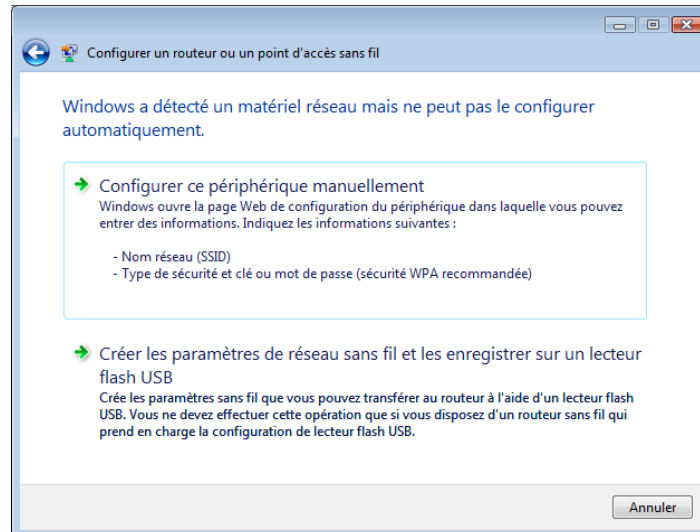 Configurer un routeur ou un point d'accès sans fil
Windows a détecté un matériel réseau mais ne peut pas le configurer
automatiquement.
Configurer ce périphérique manuellement
Windows ouvre la page Web de configuration du périphérique dans laquelle vous pouvez
entrer des informations. Indiquez les informations suivantes :
- Nom réseau (SSID)
- Type de sécurité et clé ou mot de passe (sécurité WPA recommandée)
Créer les paramètres de réseau sans fil et les enregistrer sur un lecteur
flash USB
Crée les paramètres sans fil que vous pouvez transférer au routeur à l'aide d'un lecteur flash
USB. Vous ne devez effectuer cette opération que si vous disposez d'un routeur sans fil qui
prend en charge la configuration de lecteur flash USB.
Annuler